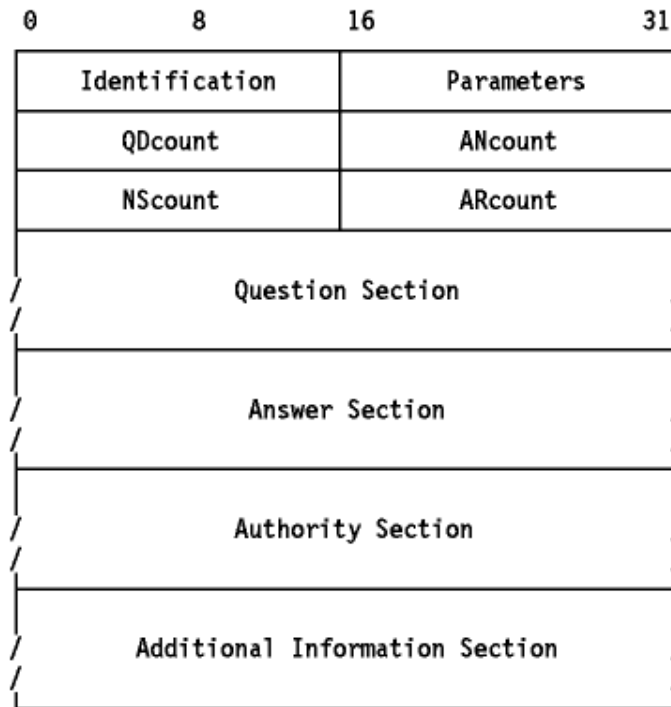 0 8 16 31
Identification Parameters
QDcount ANcount
NScount ARcount
Question Section
Answer Section
Authority Section
Additional Information Section